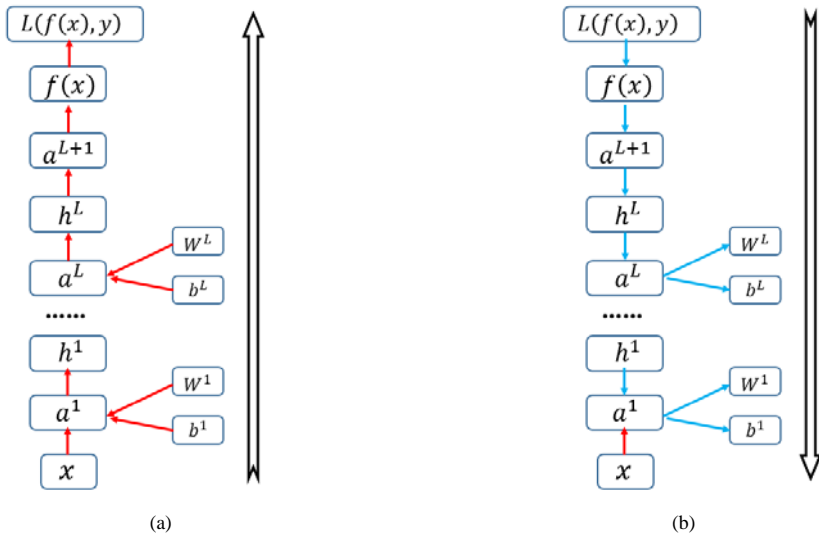 L(f(x), y)
f(x)
a^{L+1}
h^L
a^L
W^L
b^L
......
h^1
a^1
W^1
b^1
x
(a)
L(f(x), y)
f(x)
a^{L+1}
h^L
a^L
W^L
b^L
......
h^1
a^1
W^1
b^1
x
(b)